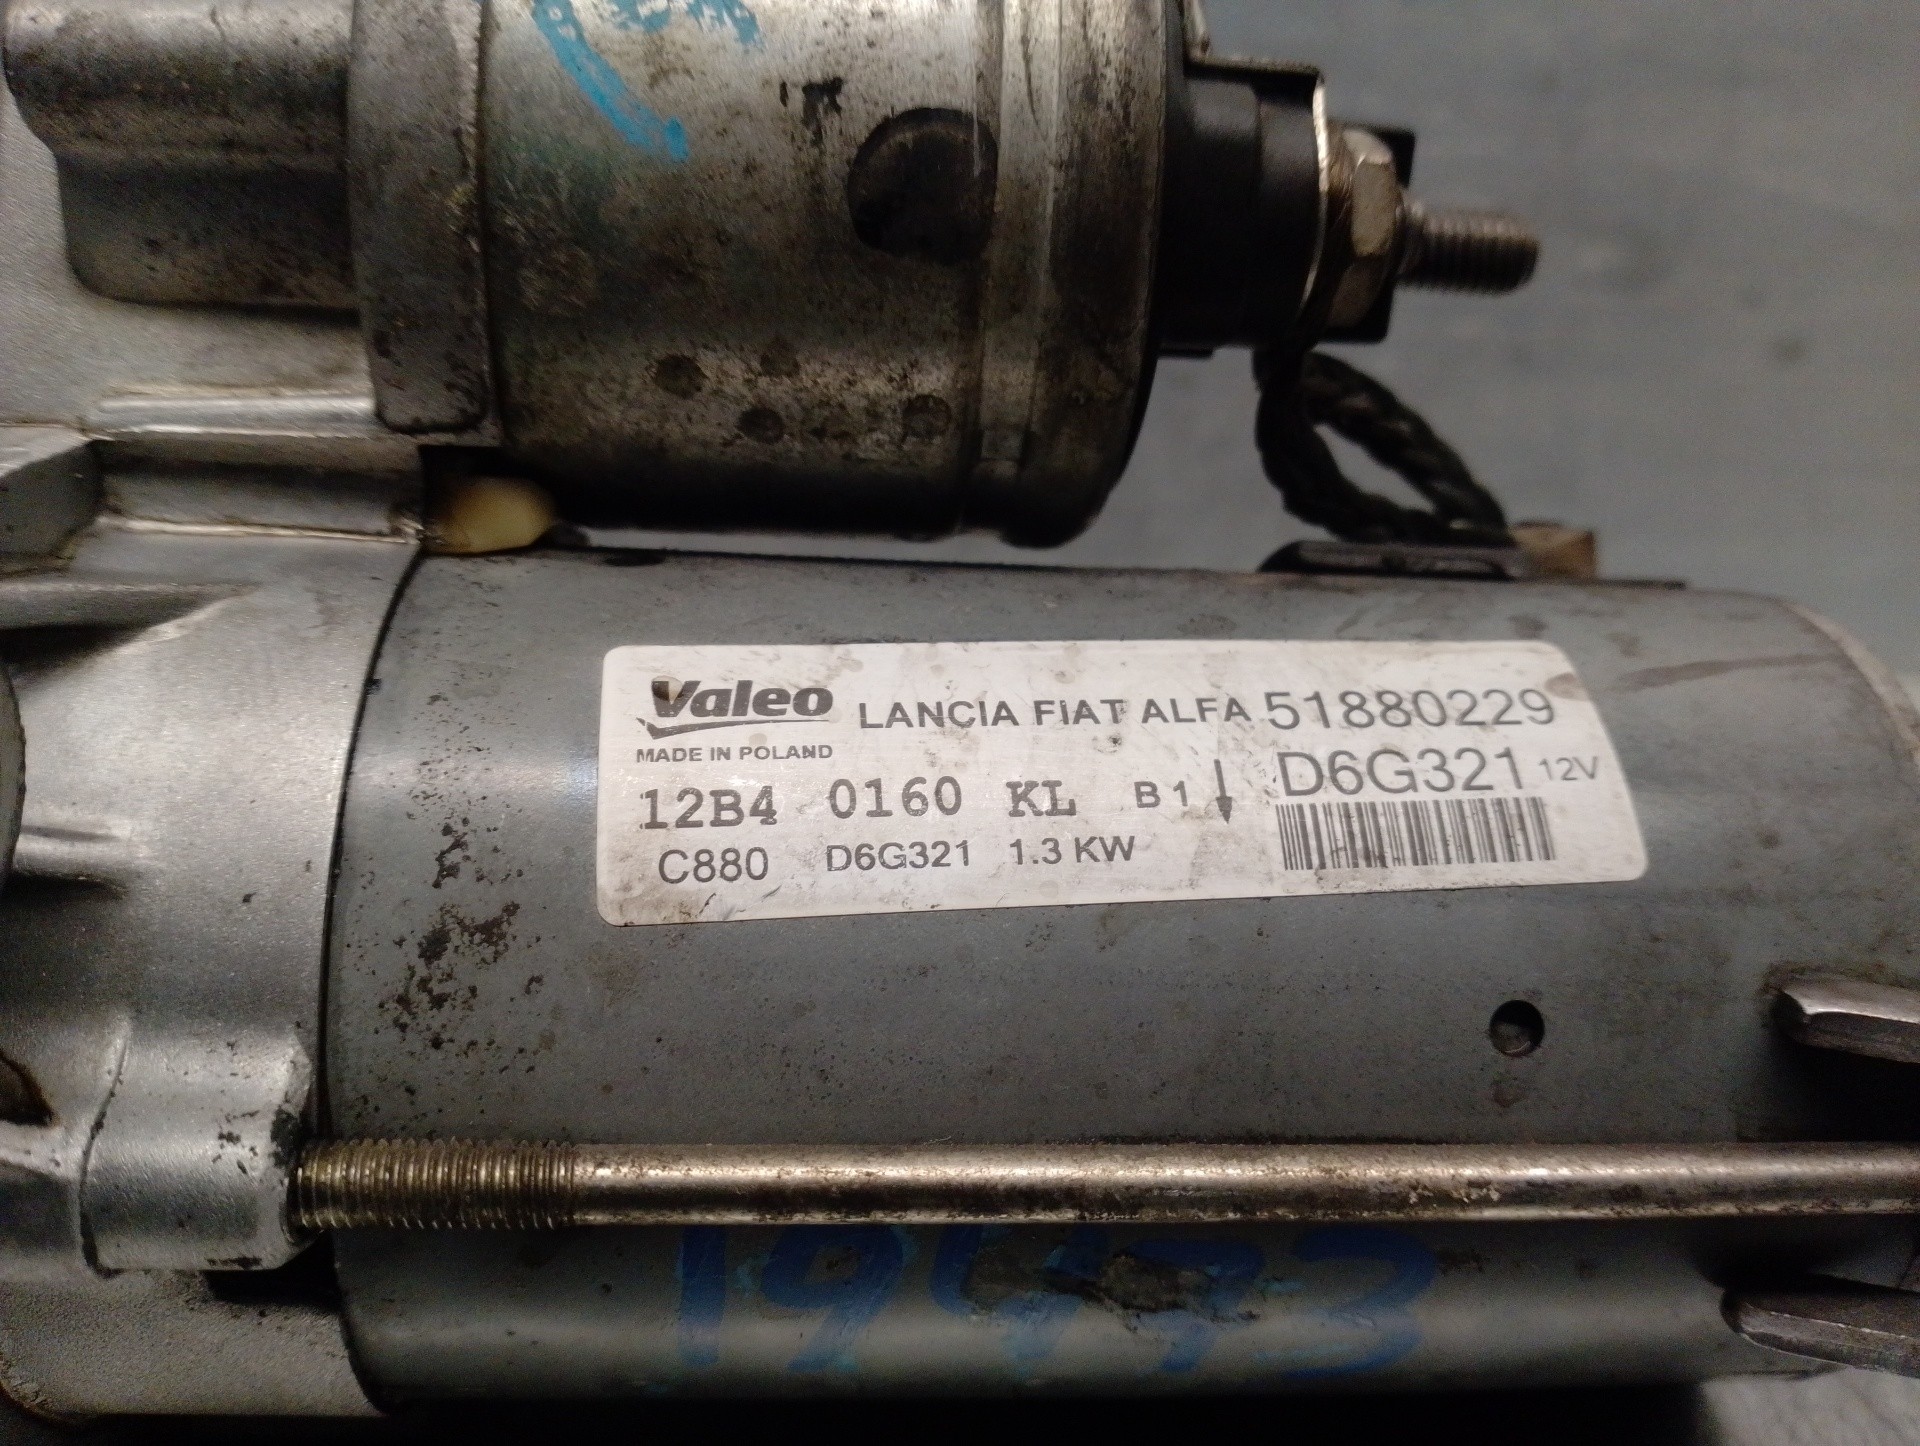 Valeo LANCIA FIAT ALFA 51880229
MADE IN POLAND D6G321 12V
12B4 0160 KL B1
C880 D6G321 1.3 KW
19473